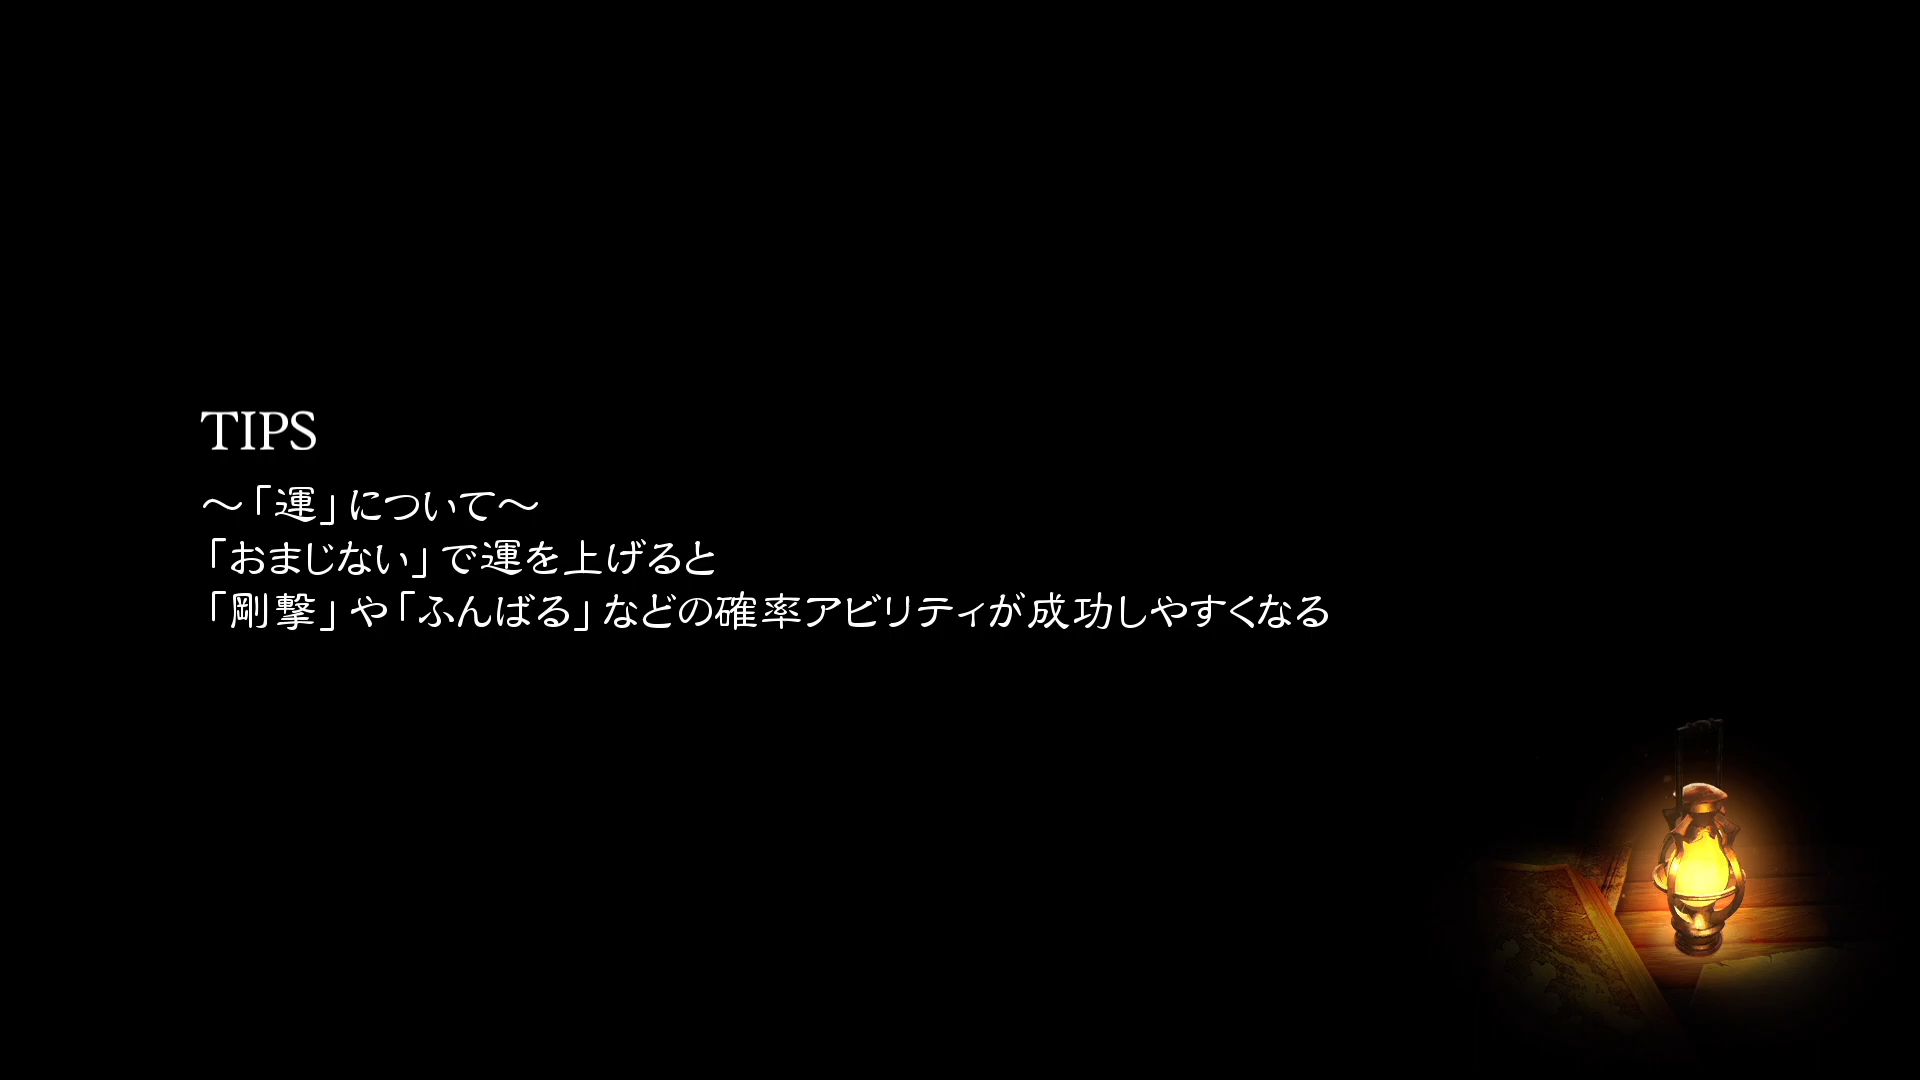 TIPS
～「運」について～
「おまじない」で運を上げると
「剛撃」や「ふんばる」などの確率アビリティが成功しやすくなる